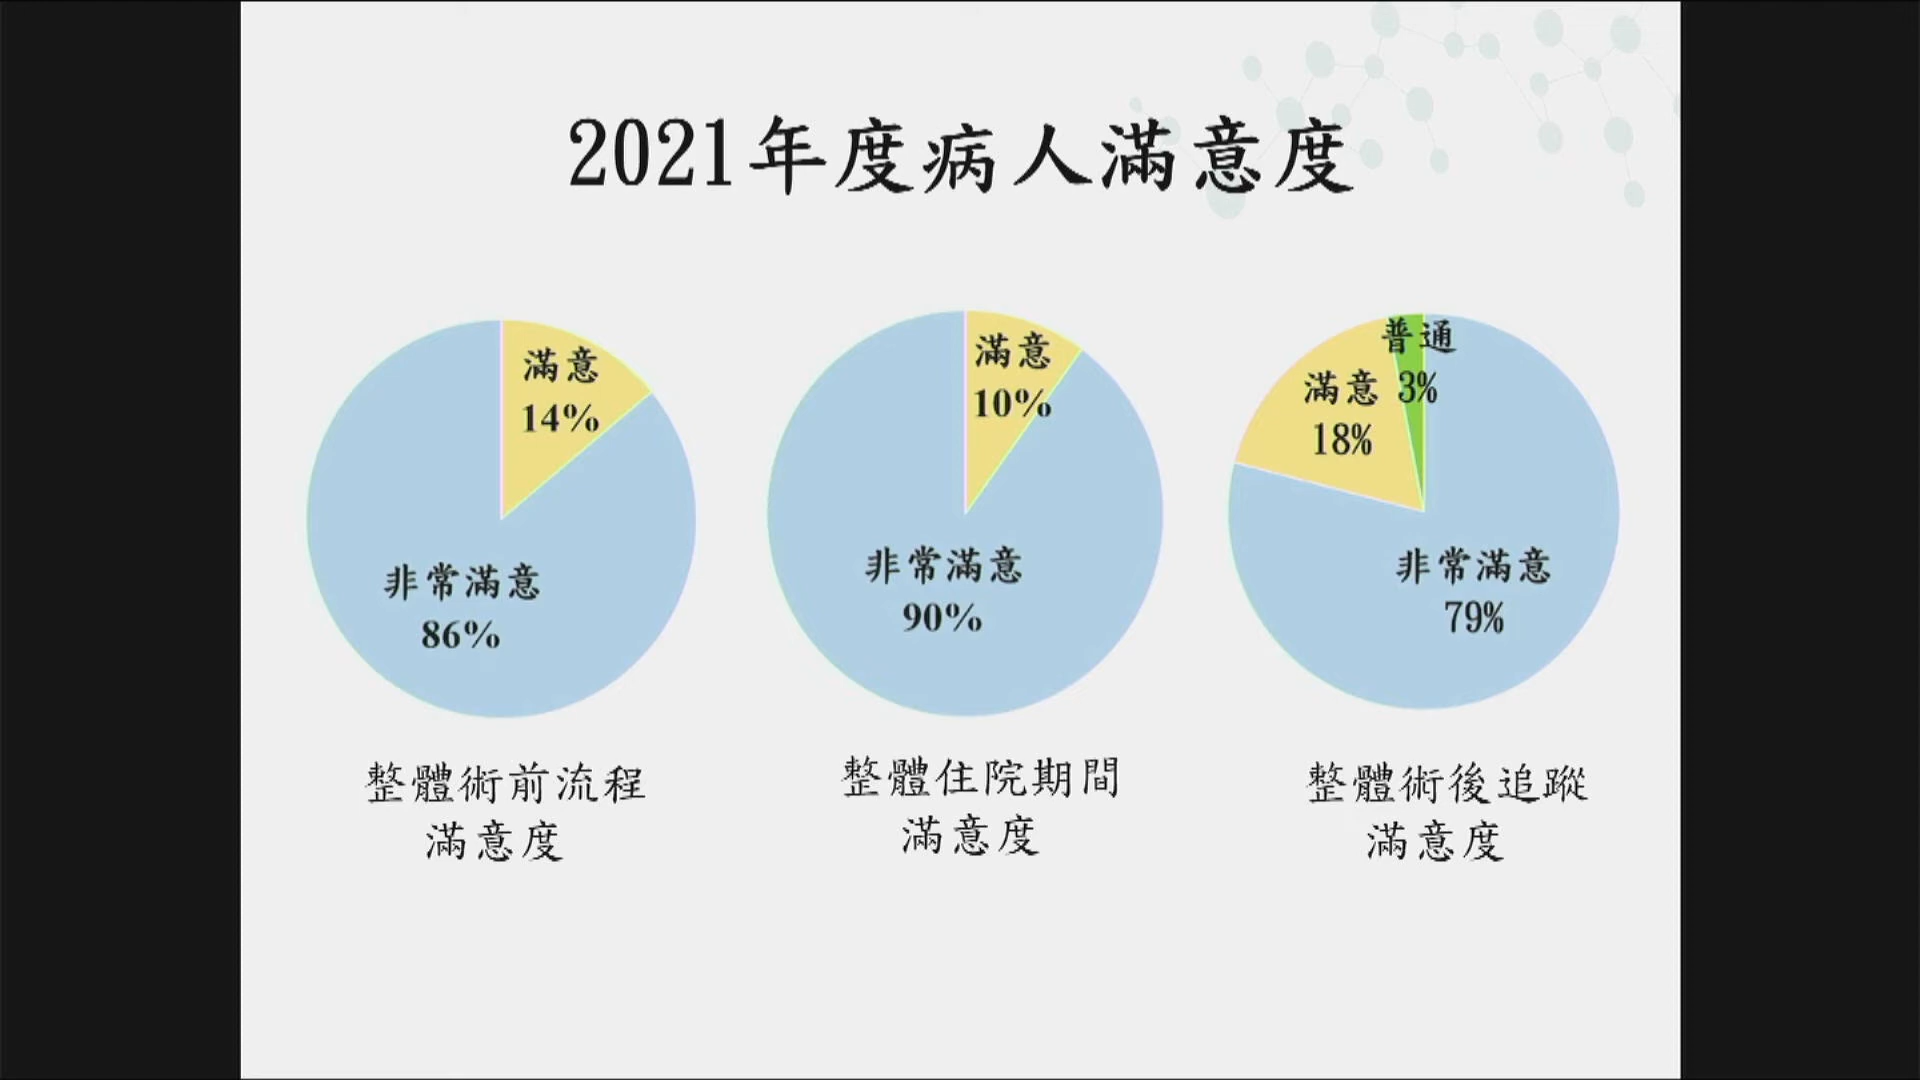 2021年度病人滿意度
滿意
14%
非常滿意
86%
整體術前流程
滿意度
滿意
10%
非常滿意
90%
整體住院期間
滿意度
普通
3%
滿意
18%
非常滿意
79%
整體術後追蹤
滿意度